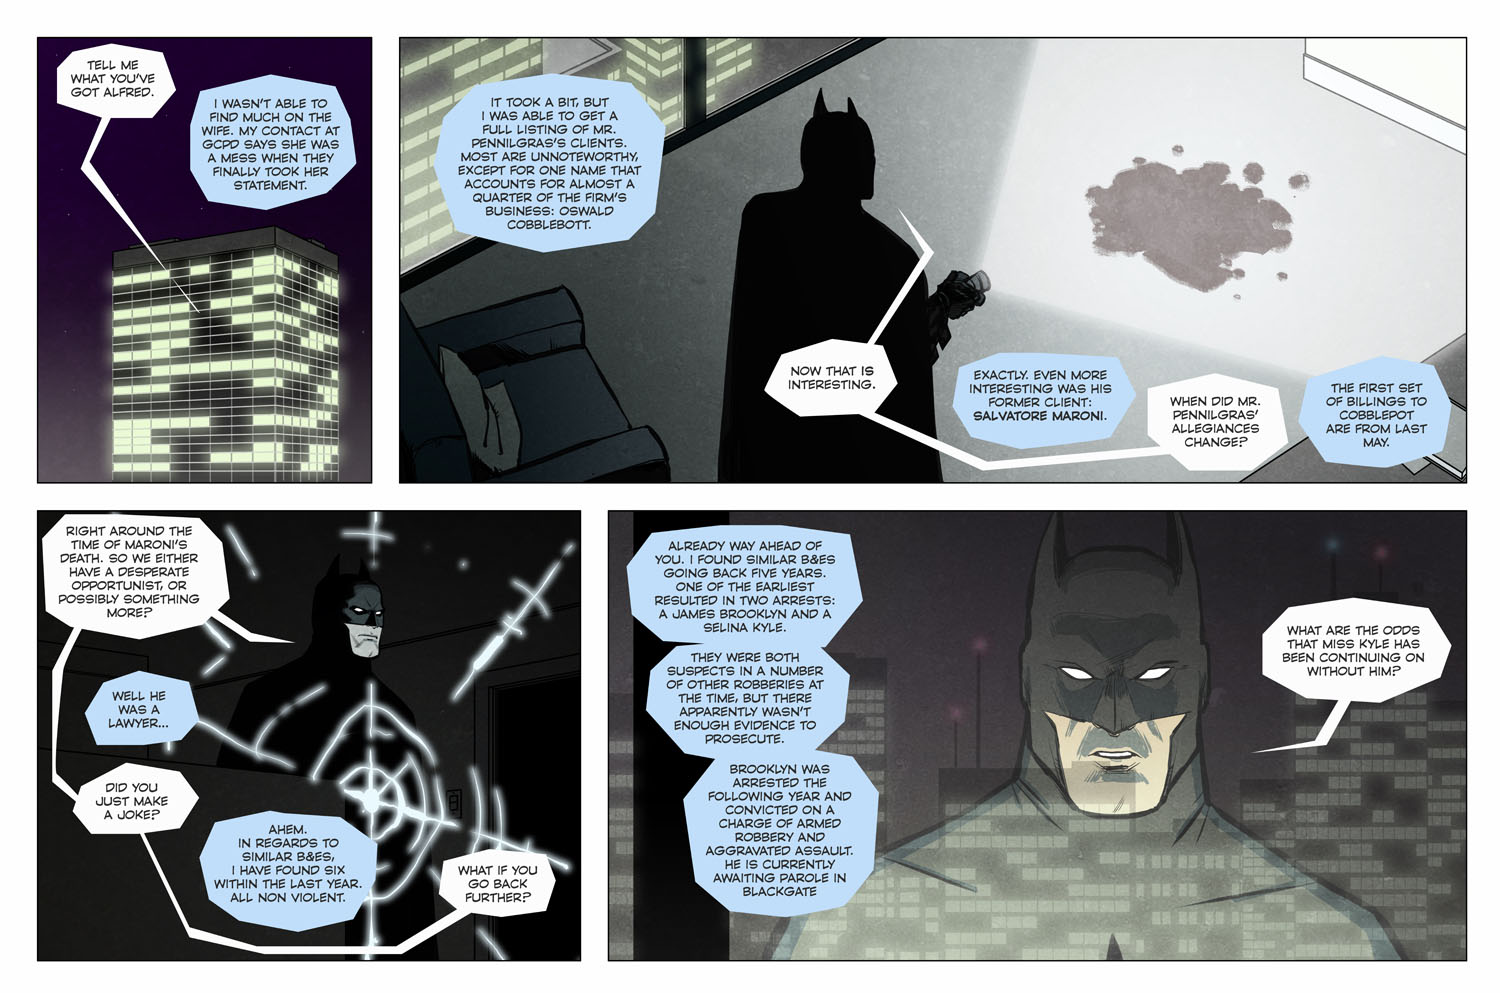 TELL ME
WHAT YOU'VE
GOT ALFRED.
I WASN'T ABLE TO
FIND MUCH ON THE
WIFE. MY CONTACT AT
GCPD SAYS SHE WAS
A MESS WHEN THEY
FINALLY TOOK HER
STATEMENT.
IT TOOK A BIT, BUT
I WAS ABLE TO GET A
FULL LISTING OF MR.
PENNILGRAS'S CLIENTS.
MOST ARE UNNOTEWORTHY,
EXCEPT FOR ONE NAME THAT
ACCOUNTS FOR ALMOST A
QUARTER OF THE FIRM'S
BUSINESS: OSWALD
COBBLEBOTT.
NOW THAT IS
INTERESTING.
EXACTLY. EVEN MORE
INTERESTING WAS HIS
FORMER CLIENT:
SALVATORE MARONI.
WHEN DID MR.
PENNILGRAS'
ALLEGIANCES
CHANGE?
THE FIRST SET
OF BILLINGS TO
COBBLEPOT
ARE FROM LAST
MAY.
RIGHT AROUND THE
TIME OF MARONI'S
DEATH. SO WE EITHER
HAVE A DESPERATE
OPPORTUNIST, OR
POSSIBLY SOMETHING
MORE?
WELL HE
WAS A
LAWYER...
DID YOU
JUST MAKE
A JOKE?
AHEM.
IN REGARDS TO
SIMILAR B&ES,
I HAVE FOUND SIX
WITHIN THE LAST YEAR.
ALL NON VIOLENT.
WHAT IF YOU
GO BACK
FURTHER?
ALREADY WAY AHEAD OF
YOU. I FOUND SIMILAR B&ES
GOING BACK FIVE YEARS.
ONE OF THE EARLIEST
RESULTED IN TWO ARRESTS:
A JAMES BROOKLYN AND A
SELINA KYLE.
THEY WERE BOTH
SUSPECTS IN A NUMBER
OF OTHER ROBBERIES AT
THE TIME, BUT THERE
APPARENTLY WASN'T
ENOUGH EVIDENCE TO
PROSECUTE.
BROOKLYN WAS
ARRESTED THE
FOLLOWING YEAR AND
CONVICTED ON A
CHARGE OF ARMED
ROBBERY AND
AGGRAVATED ASSAULT.
HE IS CURRENTLY
AWAITING PAROLE IN
BLACKGATE
WHAT ARE THE ODDS
THAT MISS KYLE HAS
BEEN CONTINUING ON
WITHOUT HIM?